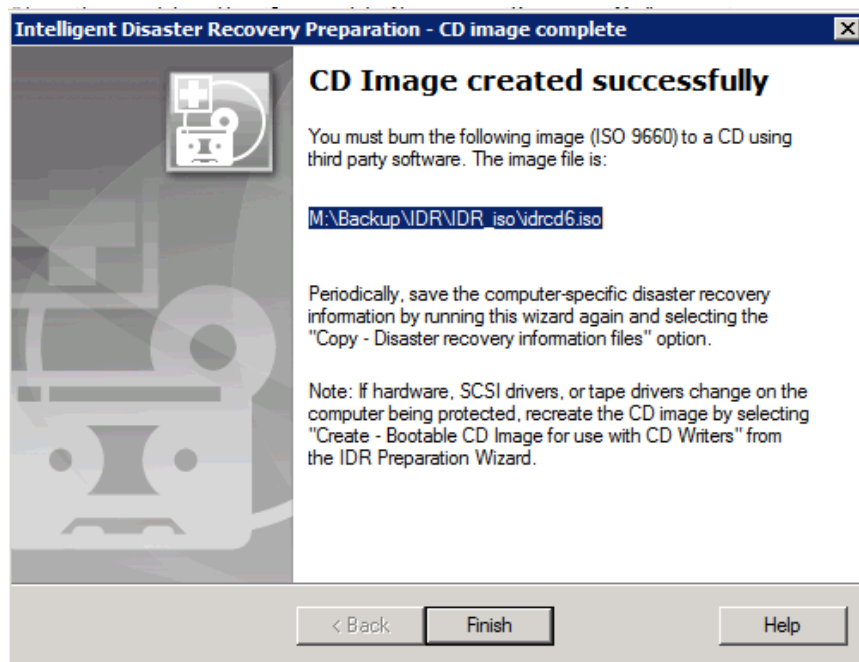 Intelligent Disaster Recovery Preparation - CD image complete
CD Image created successfully
You must burn the following image (ISO 9660) to a CD using
third party software. The image file is:
M:\Backup\IDR\IDR_iso\idrcd6.iso
Periodically, save the computer-specific disaster recovery
information by running this wizard again and selecting the
"Copy - Disaster recovery information files" option.
Note: If hardware, SCSI drivers, or tape drivers change on the
computer being protected, recreate the CD image by selecting
"Create - Bootable CD Image for use with CD Writers" from
the IDR Preparation Wizard.
< Back
Finish
Help